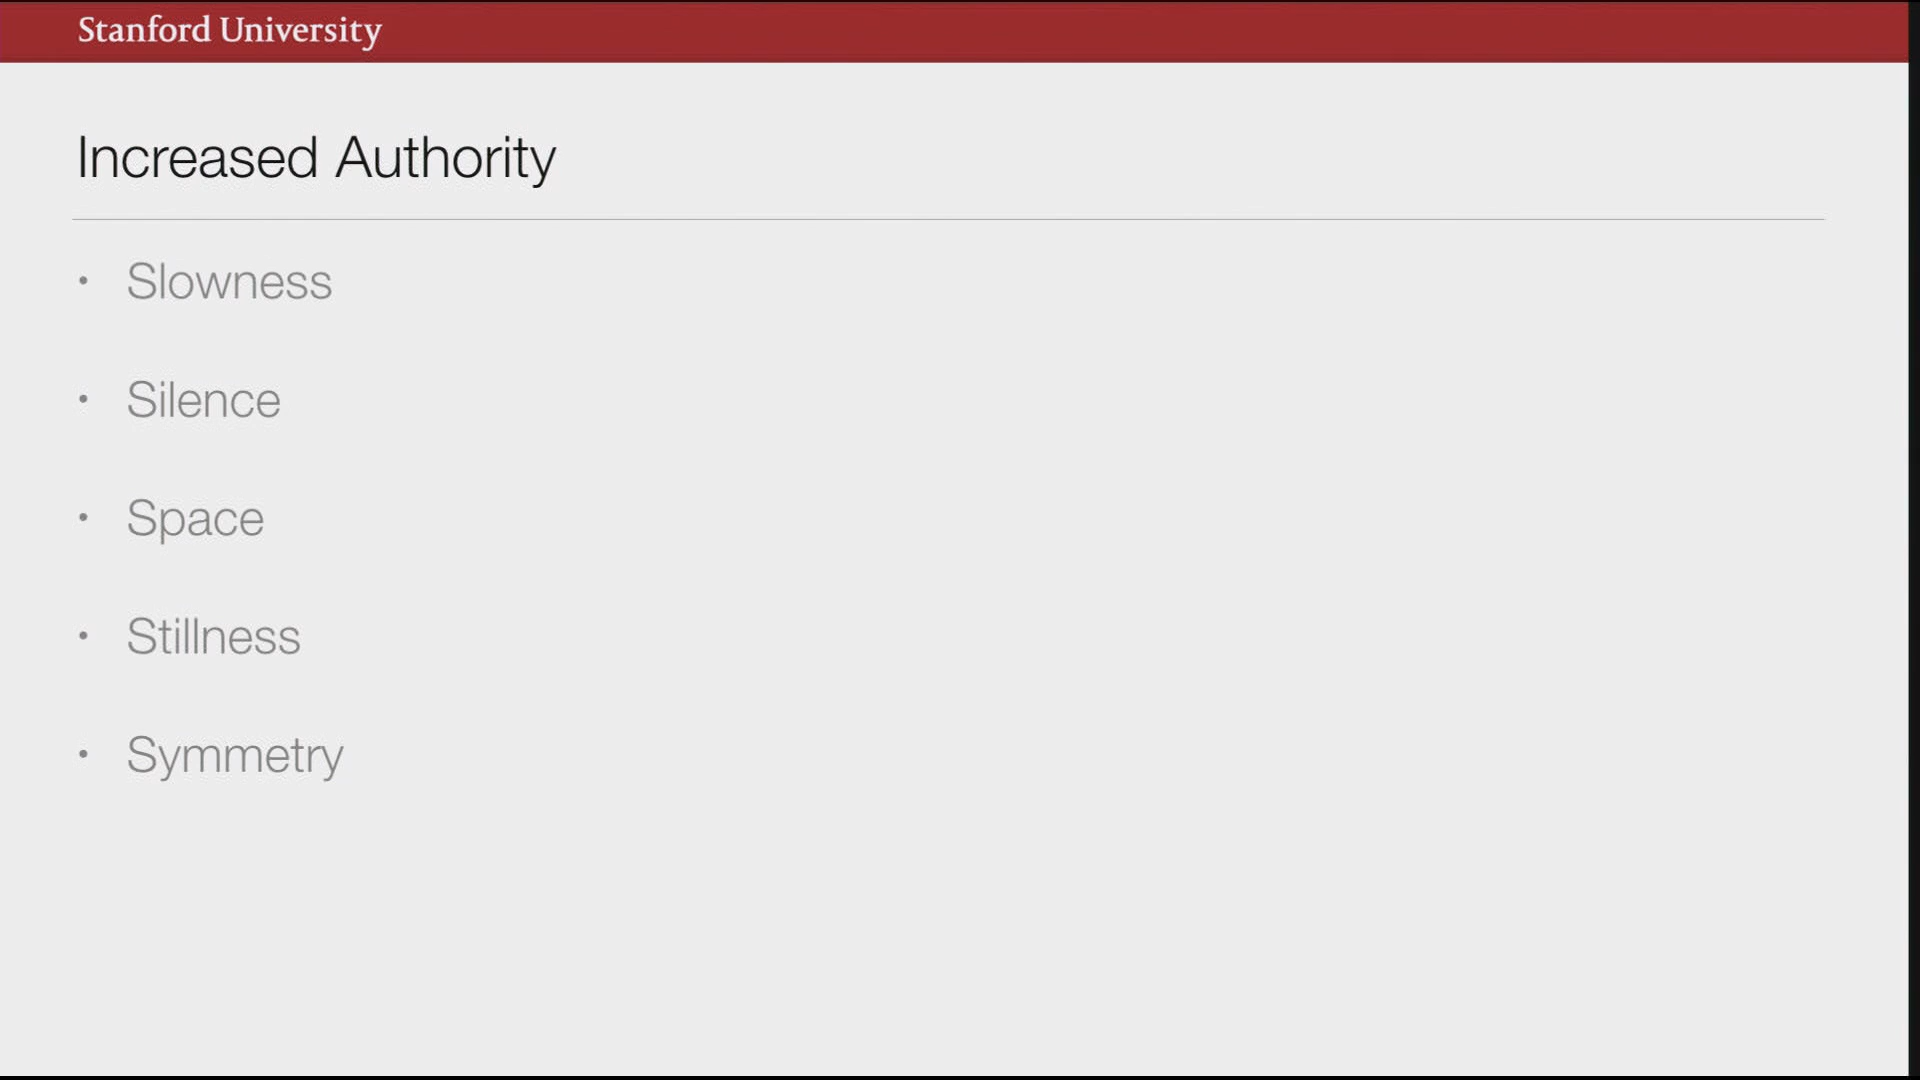 Stanford University
Increased Authority
• Slowness
• Silence
• Space
• Stillness
• Symmetry